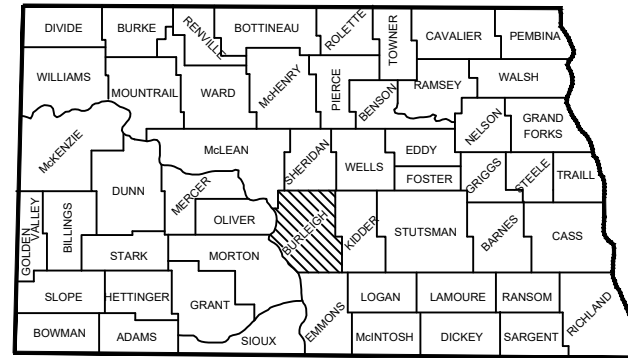 DIVIDE
BURKE
RENVILLE
BOTTINEAU
ROLETTE
TOWNER
CAVALIER
PEMBINA
WILLIAMS
MOUNTRAIL
WARD
McHENRY
PIERCE
BENSON
RAMSEY
WALSH
NELSON
GRAND
FORKS
McKENZIE
McLEAN
SHERIDAN
WELLS
EDDY
FOSTER
GRIGGS
STEELE
TRAILL
DUNN
MERCER
OLIVER
BURLEIGH
KIDDER
STUTSMAN
BARNES
CASS
GOLDEN
VALLEY
BILLINGS
STARK
MORTON
SLOPE
HETTINGER
GRANT
EMMONS
LOGAN
LAMOURE
RANSOM
RICHLAND
BOWMAN
ADAMS
SIOUX
McINTOSH
DICKEY
SARGENT